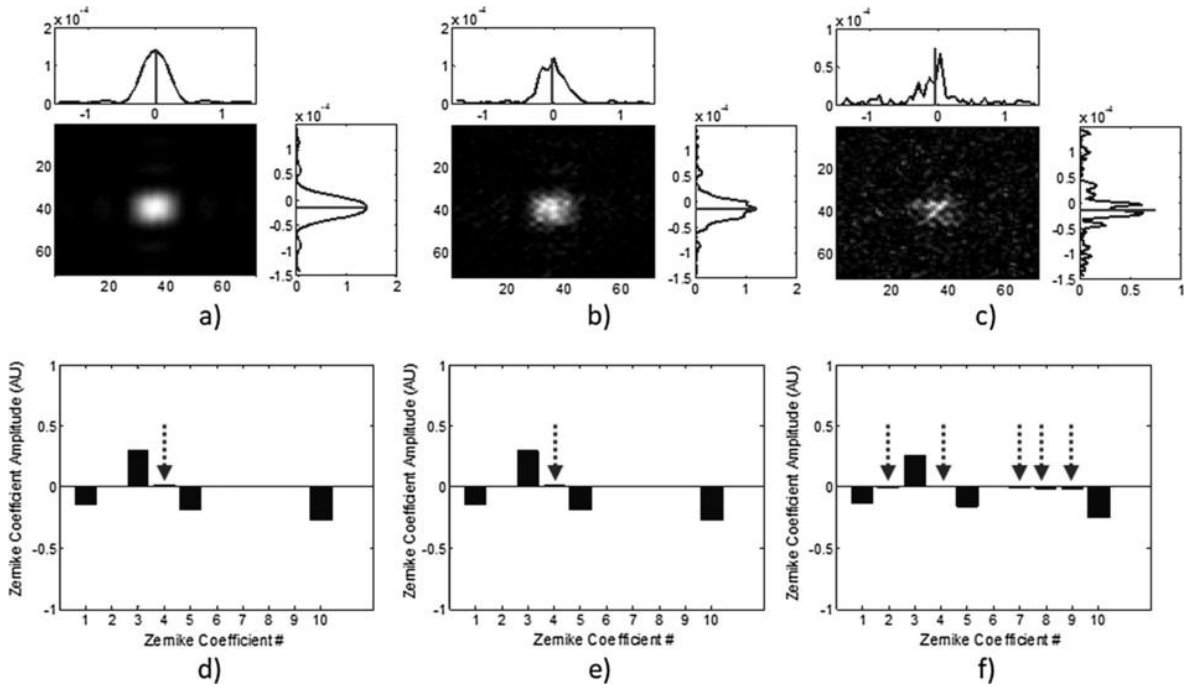 × 10⁻⁴
2
1
0
-1 0 1
× 10⁻⁴
1
0.5
0
-0.5
-1
-1.5
0 1 2
20
40
60
20 40 60
a)
× 10⁻⁴
2
1
0
-1 0 1
× 10⁻⁴
1
0.5
0
-0.5
-1
-1.5
0 1 2
20
40
60
20 40 60
b)
× 10⁻⁴
1
0.5
0
-1 0 1
× 10⁻⁴
1
0.5
0
-0.5
-1
-1.5
0 0.5 1
20
40
60
20 40 60
c)
Zernike Coefficient Amplitude (AU)
1
0.5
0
-0.5
-1
1 2 3 4 5 6 7 8 9 10
Zernike Coefficient #
d)
Zernike Coefficient Amplitude (AU)
1
0.5
0
-0.5
-1
1 2 3 4 5 6 7 8 9 10
Zernike Coefficient #
e)
Zernike Coefficient Amplitude (AU)
1
0.5
0
-0.5
-1
1 2 3 4 5 6 7 8 9 10
Zernike Coefficient #
f)